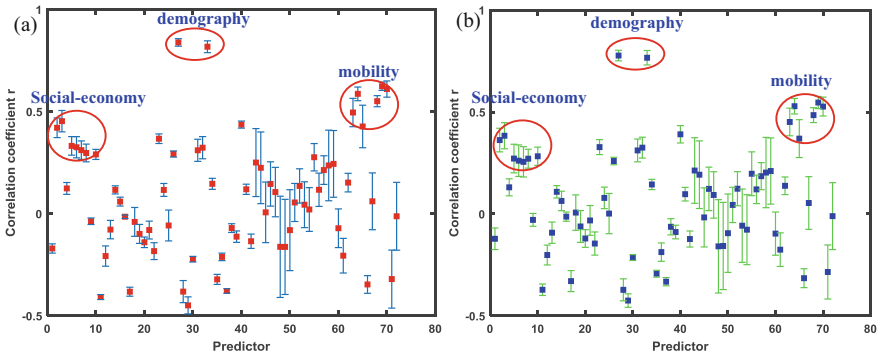 (a)
1
0.5
0
-0.5
0
10
20
30
40
50
60
70
80
Correlation coefficient r
Predictor
demography
Social-economy
mobility
(b)
1
0.5
0
-0.5
0
10
20
30
40
50
60
70
80
Correlation coefficient r
Predictor
demography
Social-economy
mobility